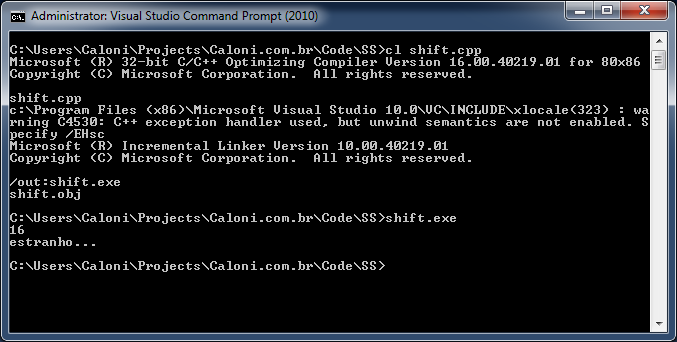 Administrator: Visual Studio Command Prompt (2010)
C:\Users\Caloni\Projects\Caloni.com.br\Code\SS>cl shift.cpp
Microsoft (R) 32-bit C/C++ Optimizing Compiler Version 16.00.40219.01 for 80x86
Copyright (C) Microsoft Corporation.  All rights reserved.
shift.cpp
c:\Program Files (x86)\Microsoft Visual Studio 10.0\VC\INCLUDE\xlocale(323) : wa
rning C4530: C++ exception handler used, but unwind semantics are not enabled. S
pecify /EHsc
Microsoft (R) Incremental Linker Version 10.00.40219.01
Copyright (C) Microsoft Corporation.  All rights reserved.
/out:shift.exe
shift.obj
C:\Users\Caloni\Projects\Caloni.com.br\Code\SS>shift.exe
16
estranho...
C:\Users\Caloni\Projects\Caloni.com.br\Code\SS>